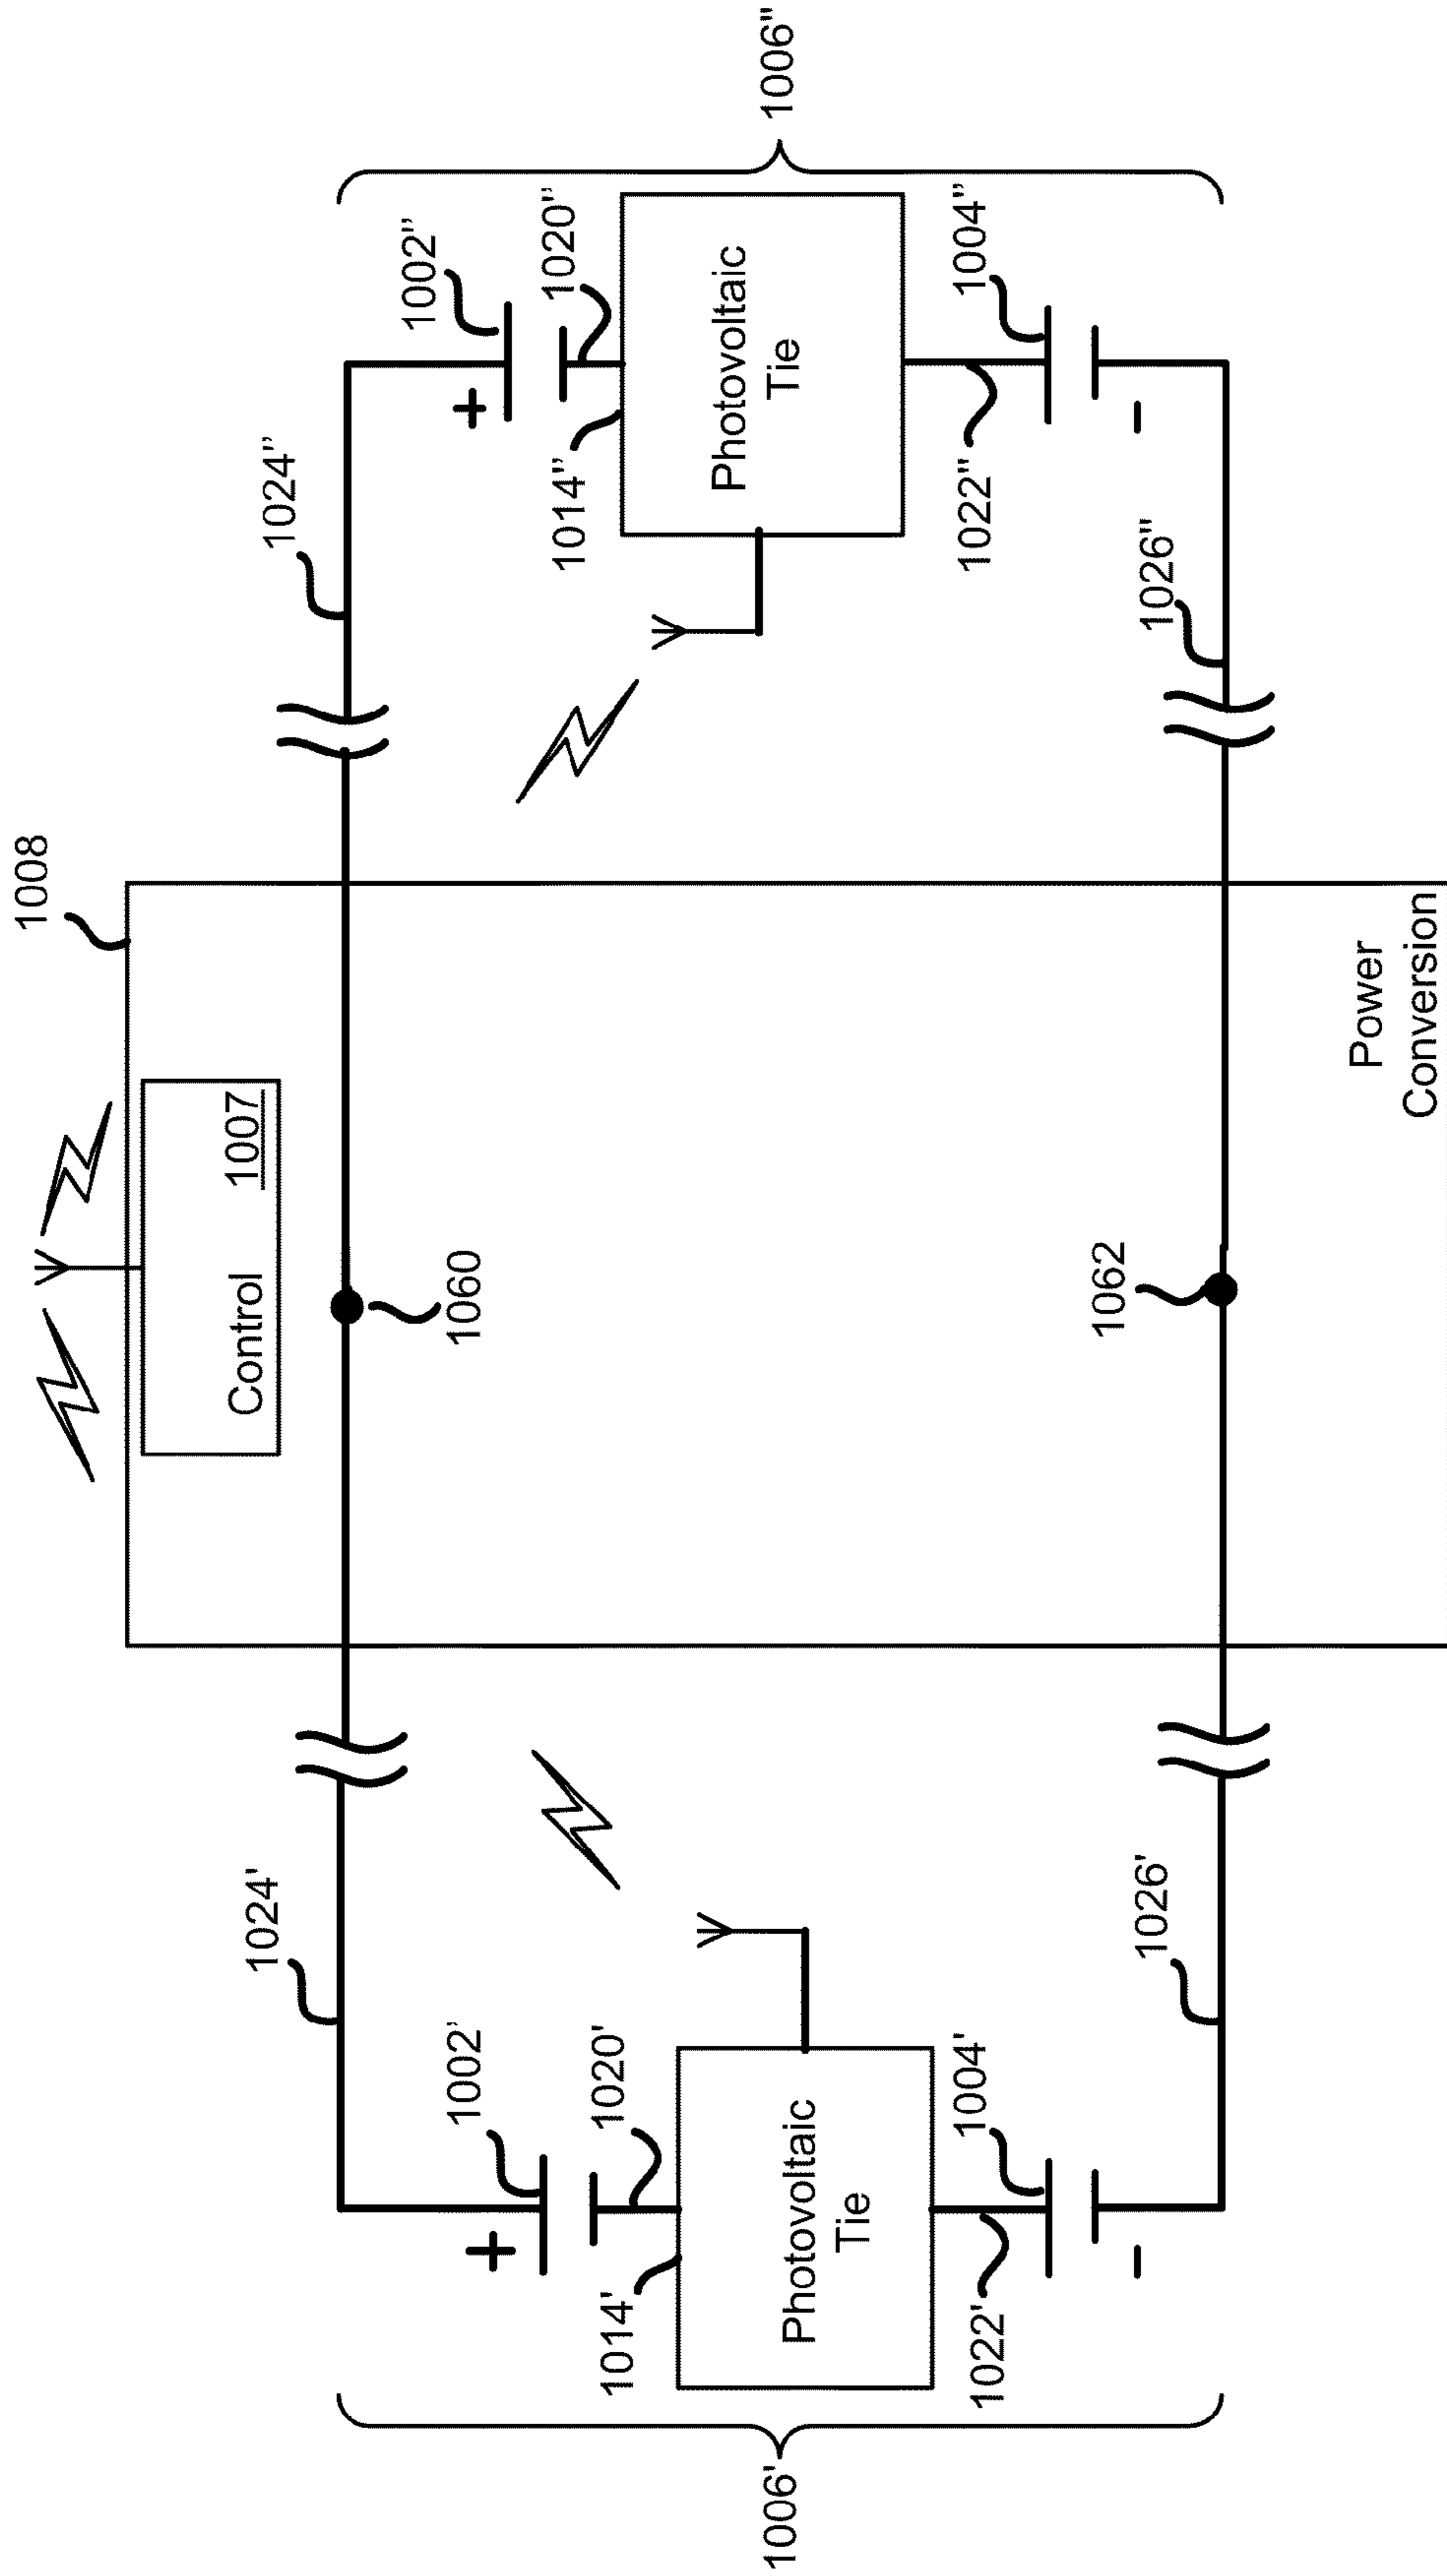 1008
Control 1007
1060
1062
Power
Conversion
1024'
1002'
1020'
1014'
Photovoltaic
Tie
1022'
1004'
1026'
1006'
1024”
1002”
1020”
1014”
Photovoltaic
Tie
1022"
1004”
1026"
1006"